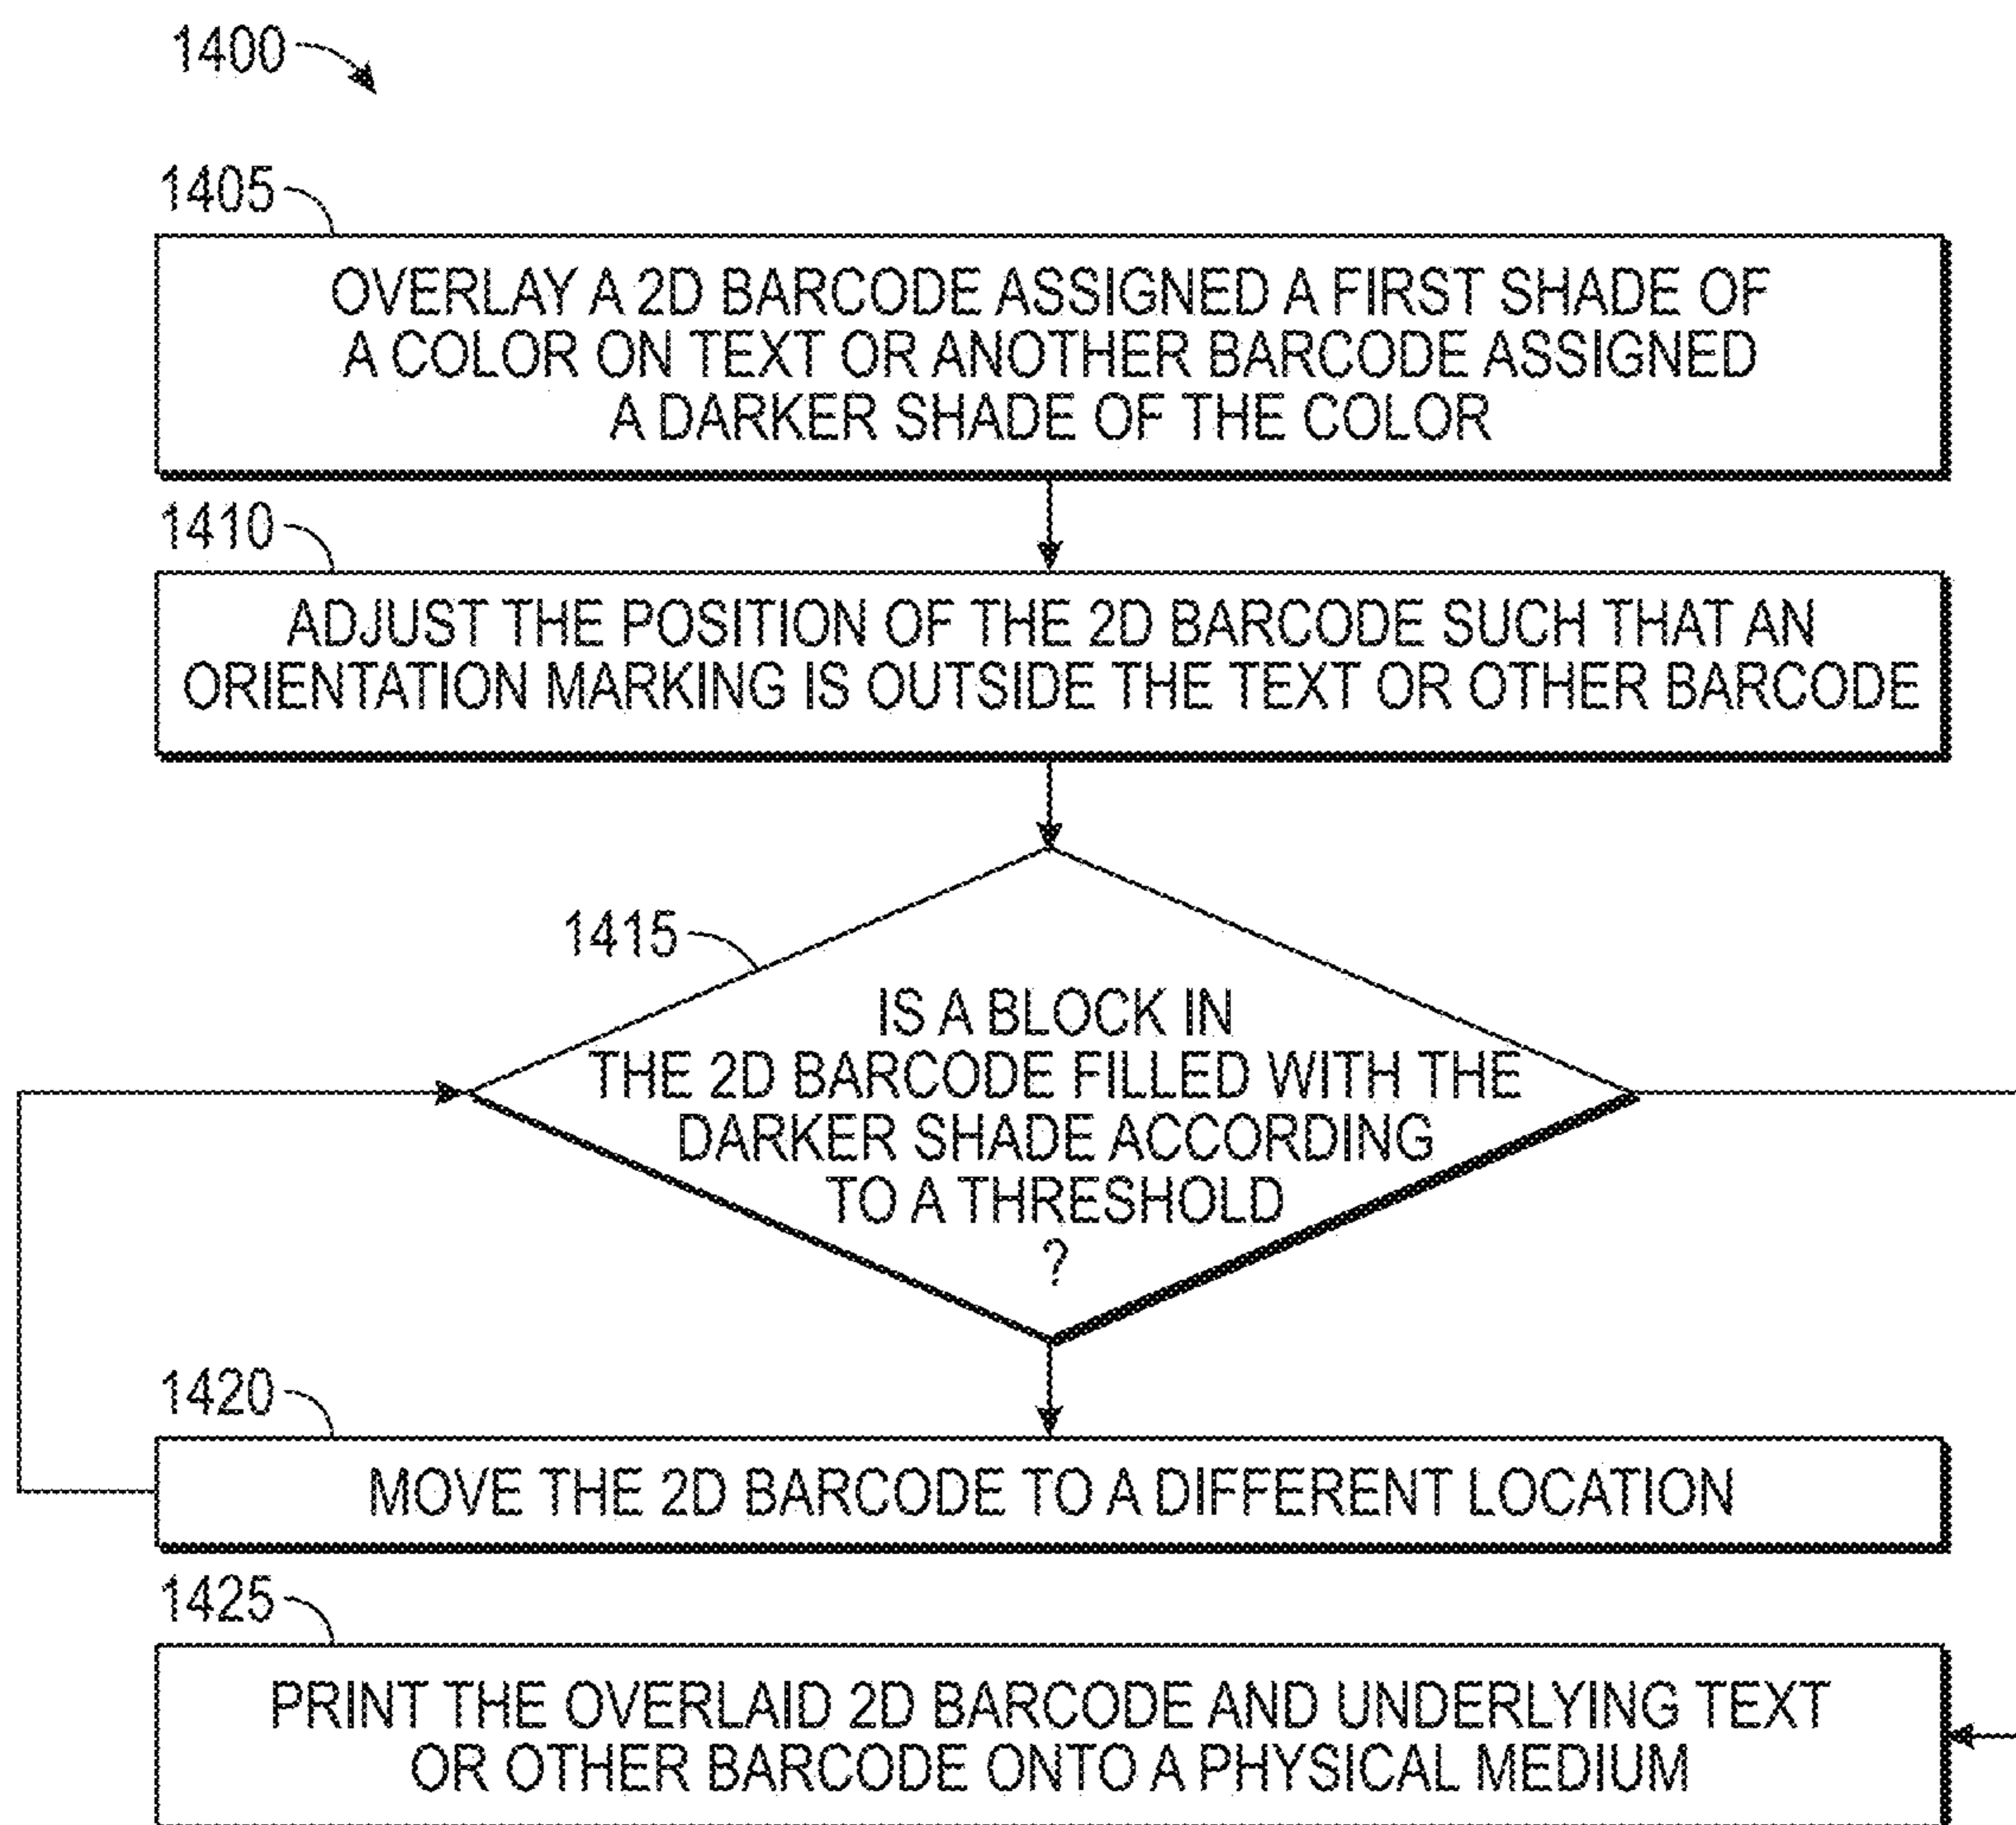 1400
1405
OVERLAY A 2D BARCODE ASSIGNED A FIRST SHADE OF
A COLOR ON TEXT OR ANOTHER BARCODE ASSIGNED
A DARKER SHADE OF THE COLOR
1410
ADJUST THE POSITION OF THE 2D BARCODE SUCH THAT AN
ORIENTATION MARKING IS OUTSIDE THE TEXT OR OTHER BARCODE
1415
IS A BLOCK IN
THE 2D BARCODE FILLED WITH THE
DARKER SHADE ACCORDING
TO A THRESHOLD
?
1420
MOVE THE 2D BARCODE TO A DIFFERENT LOCATION
1425
PRINT THE OVERLAID 2D BARCODE AND UNDERLYING TEXT
OR OTHER BARCODE ONTO A PHYSICAL MEDIUM